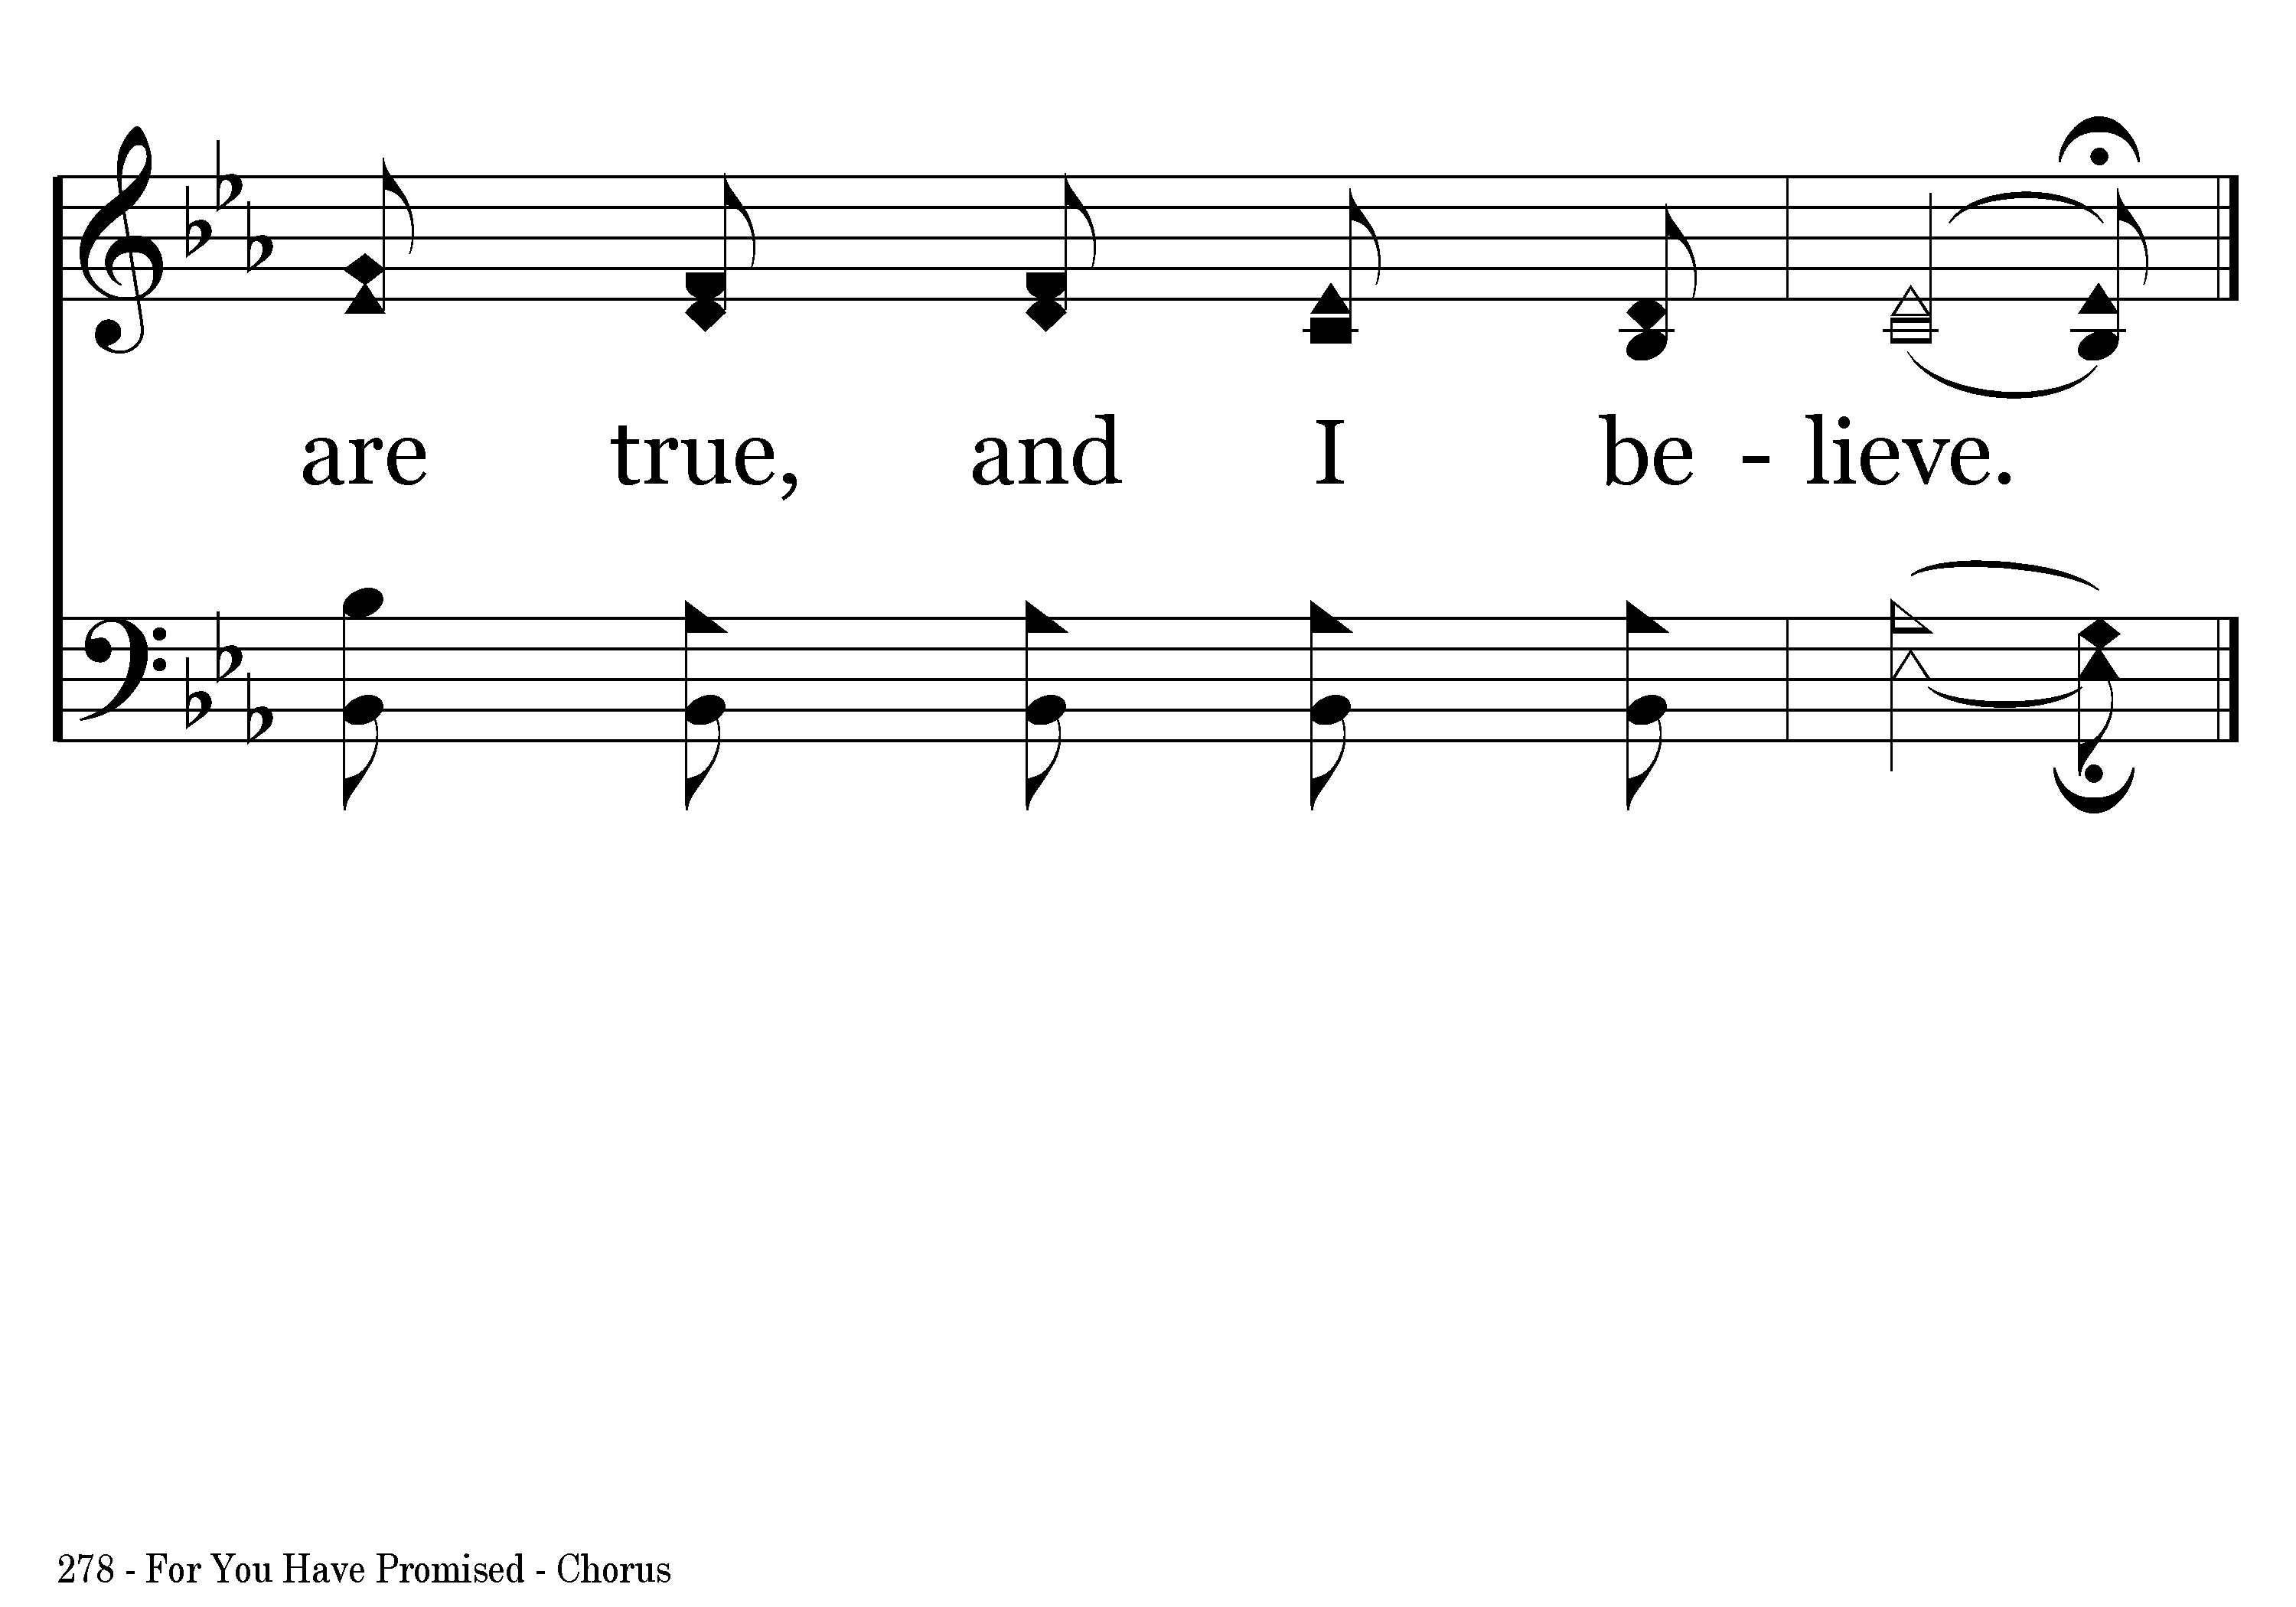 are true, and I be - lieve.
278 - For You Have Promised - Chorus